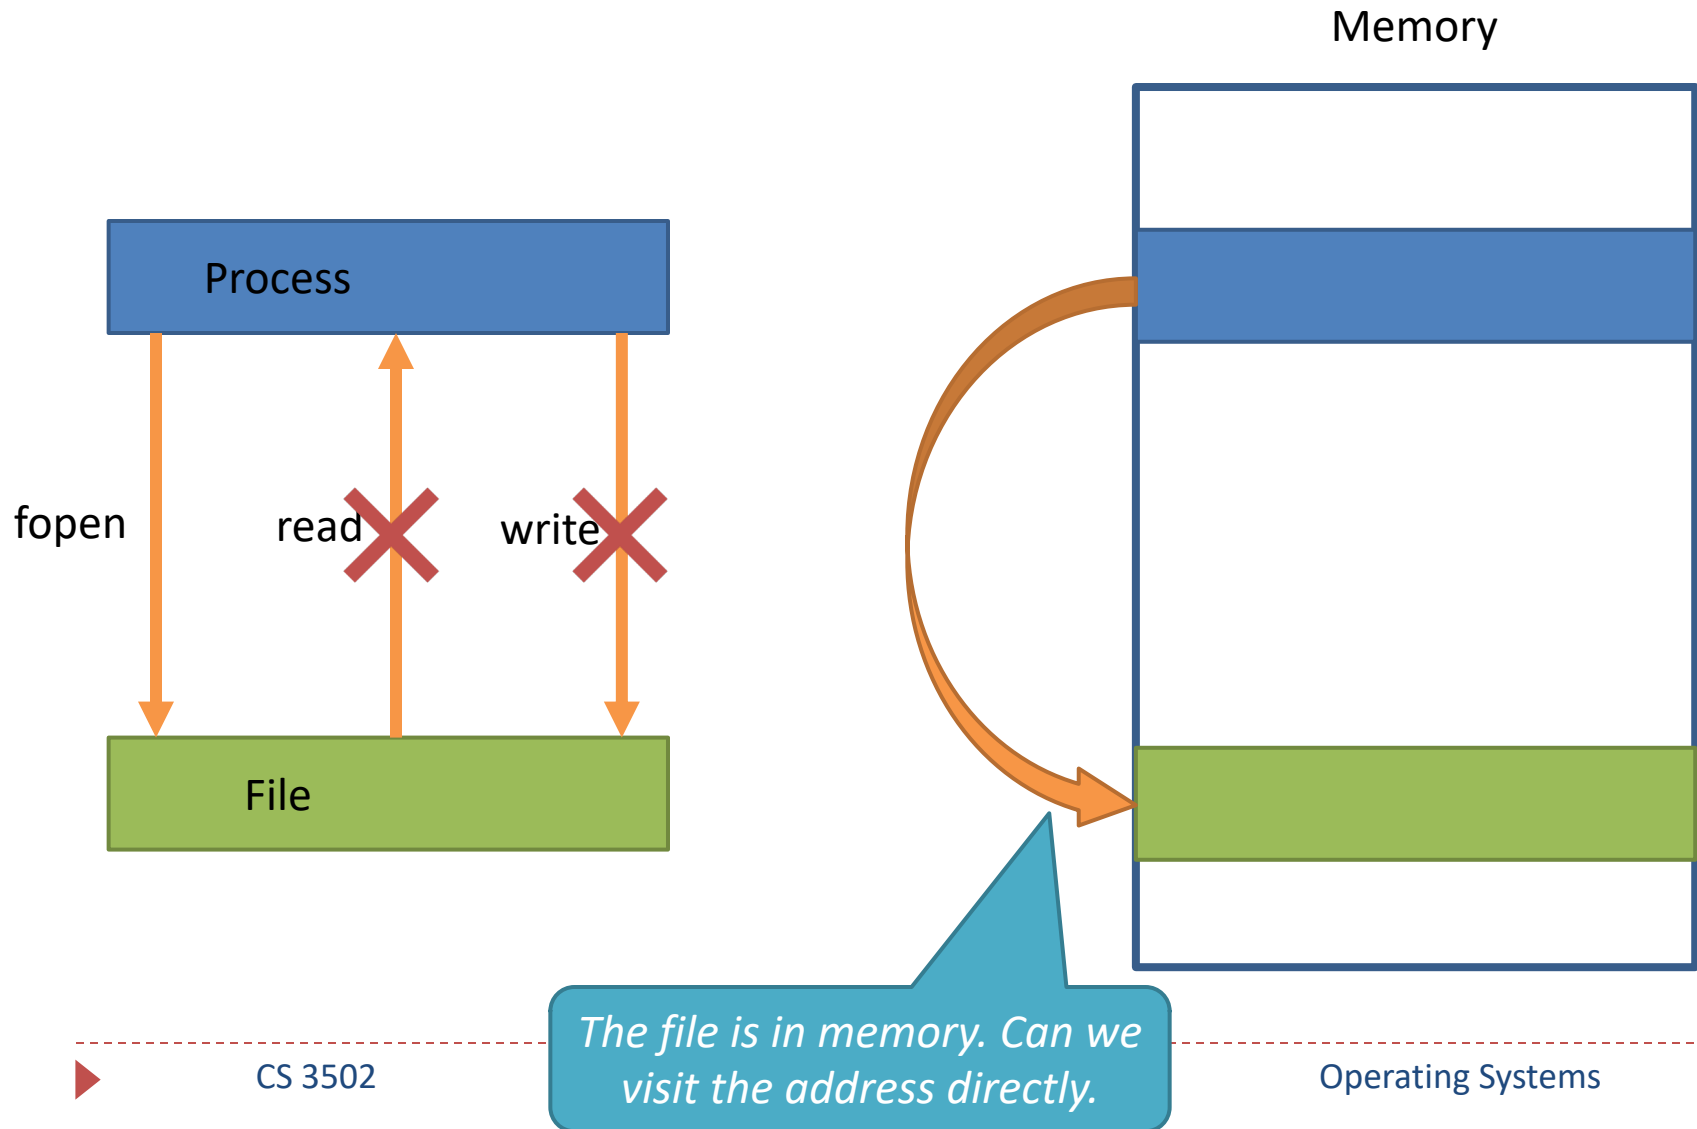 Memory
Process
fopen
read
write
File
The file is in memory. Can we
visit the address directly.
CS 3502
Operating Systems